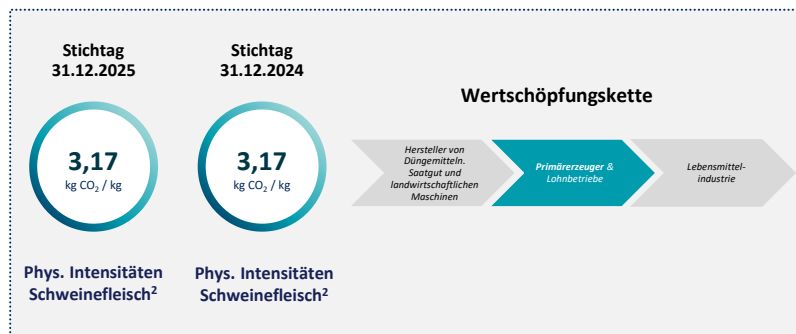 Stichtag
31.12.2025
3,17
kg CO₂ / kg
Phys. Intensitäten
Schweinefleisch²
Stichtag
31.12.2024
3,17
kg CO₂ / kg
Phys. Intensitäten
Schweinefleisch²
Wertschöpfungskette
Hersteller von
Düngemitteln.
Saatgut und
landwirtschaftlichen
Maschinen
Primärerzeuger &
Lohnbetriebe
Lebensmittel-
industrie